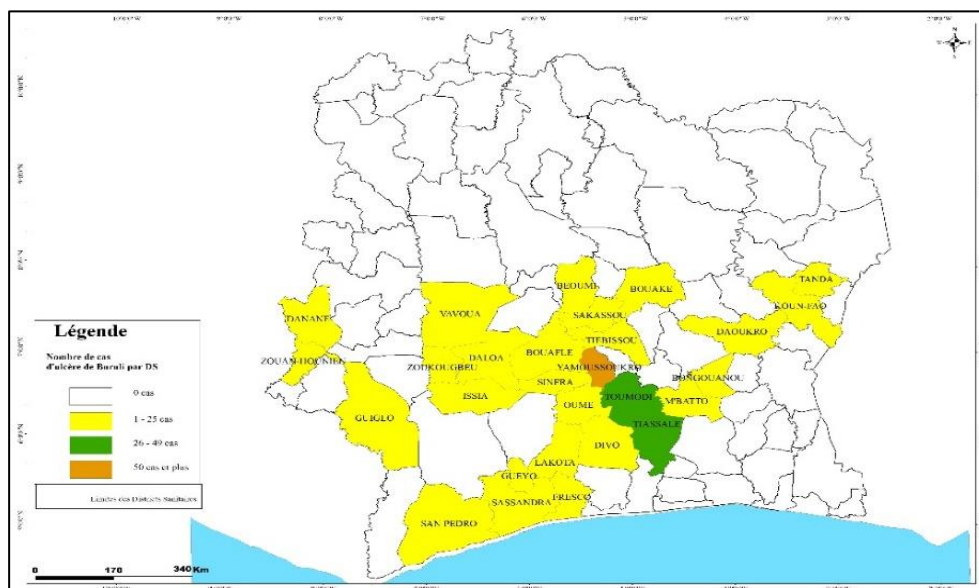 N
TANDA
BEOUMI
BOUAKE
KOUN-FAO
DANANE
VAVOUA
SAKASSOU
DAOUKRO
TIEBISSOU
ZOUAN-HOUNIEN
DALOA
BOUAFLE
ZOUKOUGBEU
YAMOUSSOUKRO
BONGOUANOU
SINFRA
ISSIA
TOUMODI
M'BATTO
OUME
GUIGLO
TIASSALE
DIVO
LAKOTA
GUEYO
SASSANDRA
FRESCO
SAN PEDRO
Légende
Nombre de cas
d'ulcère de Buruli par DS
0 cas
1 - 25 cas
26 - 49 cas
50 cas et plus
Limites des Districts Sanitaires
0 170 340 KM